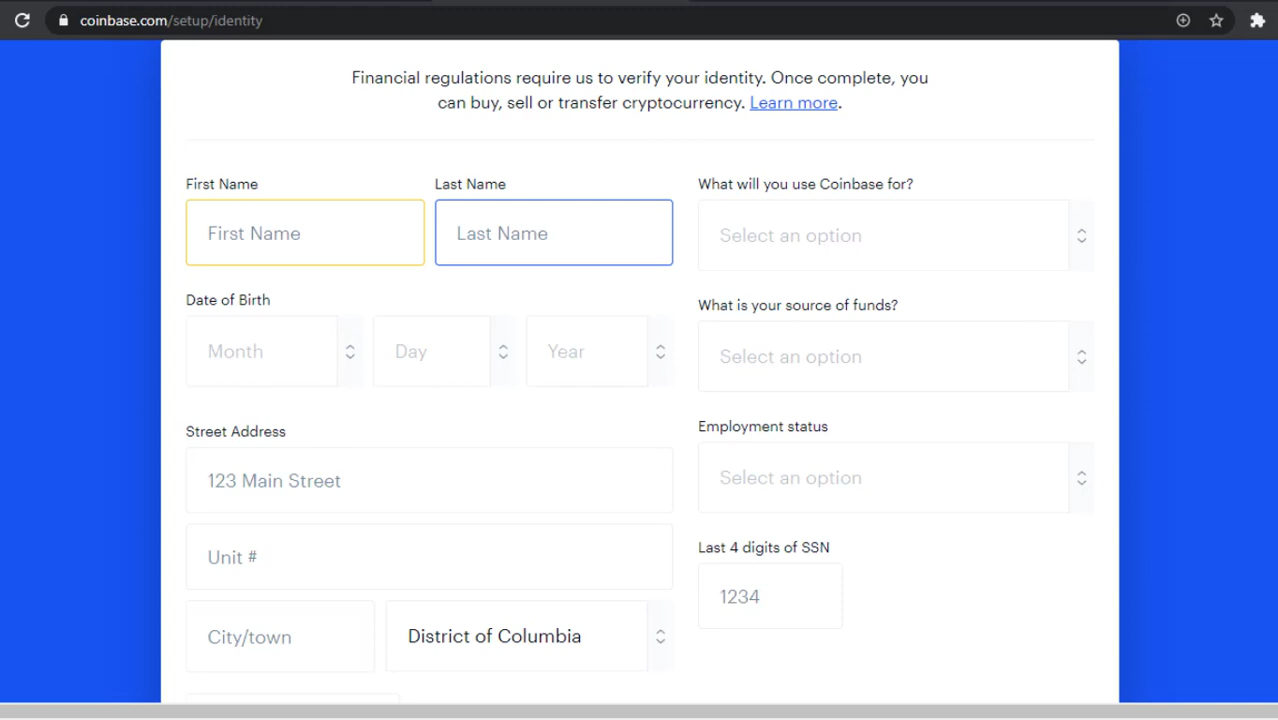 coinbase.com/setup/identity
Financial regulations require us to verify your identity. Once complete, you
can buy, sell or transfer cryptocurrency. Learn more.
First Name
Last Name
First Name
Last Name
Date of Birth
Month
Day
Year
Street Address
123 Main Street
Unit #
City/town
District of Columbia
What will you use Coinbase for?
Select an option
What is your source of funds?
Select an option
Employment status
Select an option
Last 4 digits of SSN
1234